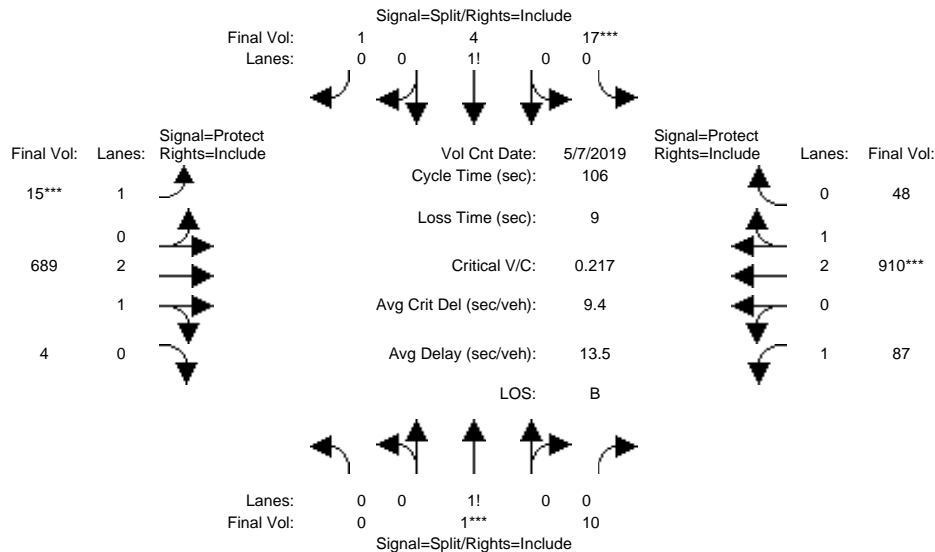 Signal=Split/Rights=Include
Final Vol: 1 4 17***
Lanes: 0 0 1! 0 0
Signal=Protect Signal=Protect
Final Vol: Lanes: Rights=Include Vol Cnt Date: 5/7/2019 Rights=Include Lanes: Final Vol:
Cycle Time (sec): 106
15*** 1 0 48
Loss Time (sec): 9
0 1
689 2 Critical V/C: 0.217 2 910***
1 Avg Crit Del (sec/veh): 9.4 0
4 0 Avg Delay (sec/veh): 13.5 1 87
LOS: B
Lanes: 0 0 1! 0 0
Final Vol: 0 1*** 10
Signal=Split/Rights=Include